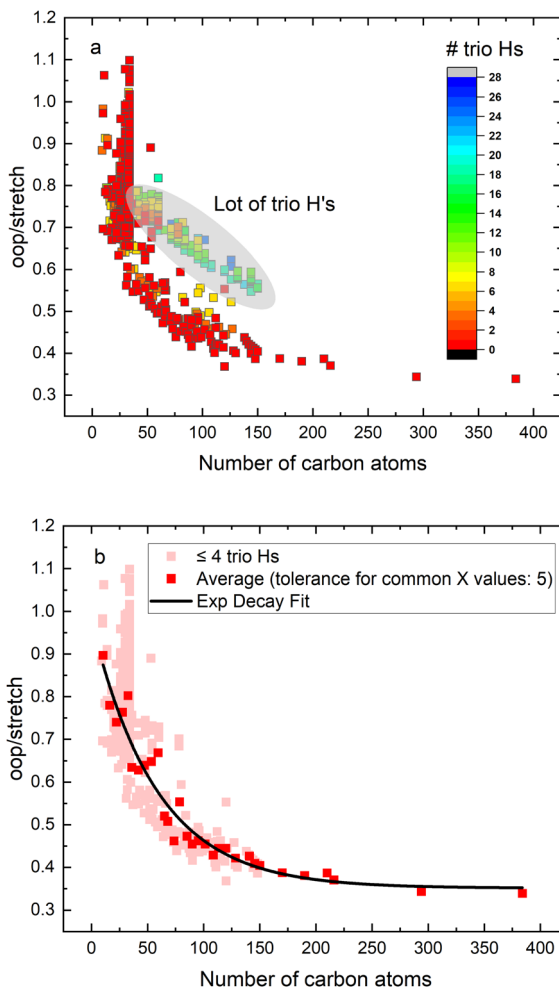 a
# trio Hs
1.2
1.1
1.0
0.9
0.8
0.7
0.6
0.5
0.4
0.3
oop/stretch
Lot of trio H's
28
26
24
22
20
18
16
14
12
10
8
6
4
2
0
0 50 100 150 200 250 300 350 400
Number of carbon atoms
b
≤ 4 trio Hs
Average (tolerance for common X values: 5)
Exp Decay Fit
1.2
1.1
1.0
0.9
0.8
0.7
0.6
0.5
0.4
0.3
oop/stretch
0 50 100 150 200 250 300 350 400
Number of carbon atoms